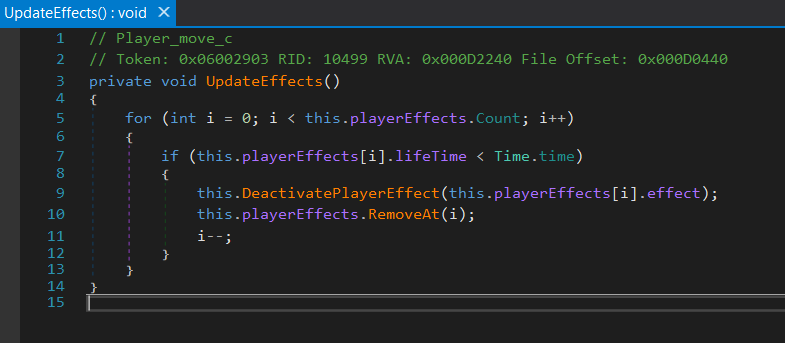 UpdateEffects() : void ✕
1 // Player_move_c
2 // Token: 0x06002903 RID: 10499 RVA: 0x000D2240 File Offset: 0x000D0440
3 private void UpdateEffects()
4 {
5 for (int i = 0; i < this.playerEffects.Count; i++)
6 {
7 if (this.playerEffects[i].lifeTime < Time.time)
8 {
9 this.DeactivatePlayerEffect(this.playerEffects[i].effect);
10 this.playerEffects.RemoveAt(i);
11 i--;
12 }
13 }
14 }
15